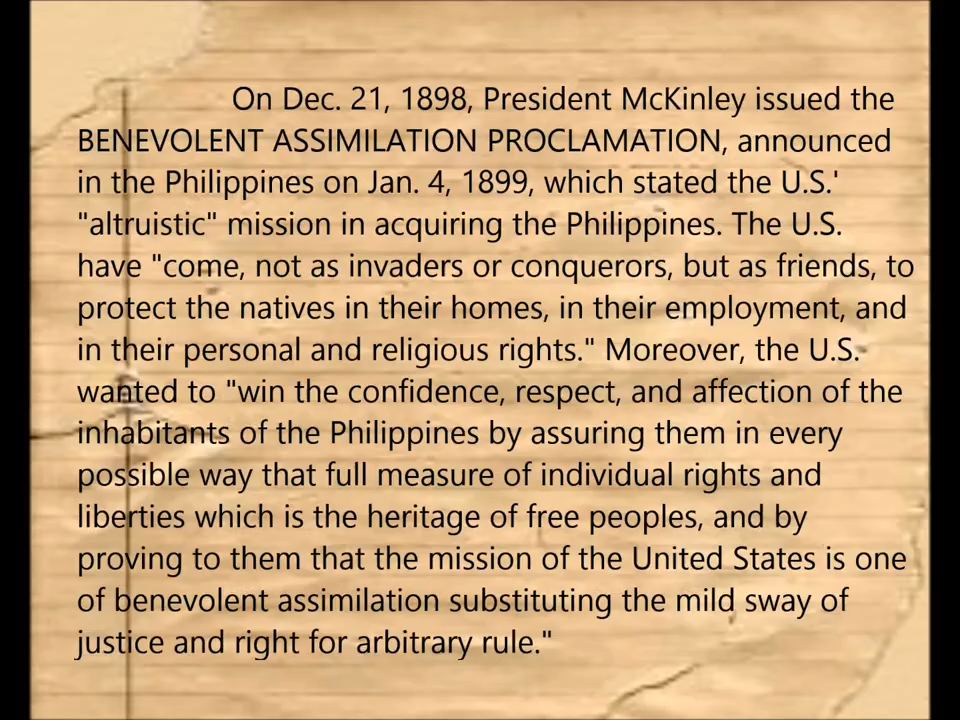 On Dec. 21, 1898, President McKinley issued the
BENEVOLENT ASSIMILATION PROCLAMATION, announced
in the Philippines on Jan. 4, 1899, which stated the U.S.'
"altruistic" mission in acquiring the Philippines. The U.S.
have "come, not as invaders or conquerors, but as friends, to
protect the natives in their homes, in their employment, and
in their personal and religious rights." Moreover, the U.S.
wanted to "win the confidence, respect, and affection of the
inhabitants of the Philippines by assuring them in every
possible way that full measure of individual rights and
liberties which is the heritage of free peoples, and by
proving to them that the mission of the United States is one
of benevolent assimilation substituting the mild sway of
justice and right for arbitrary rule."